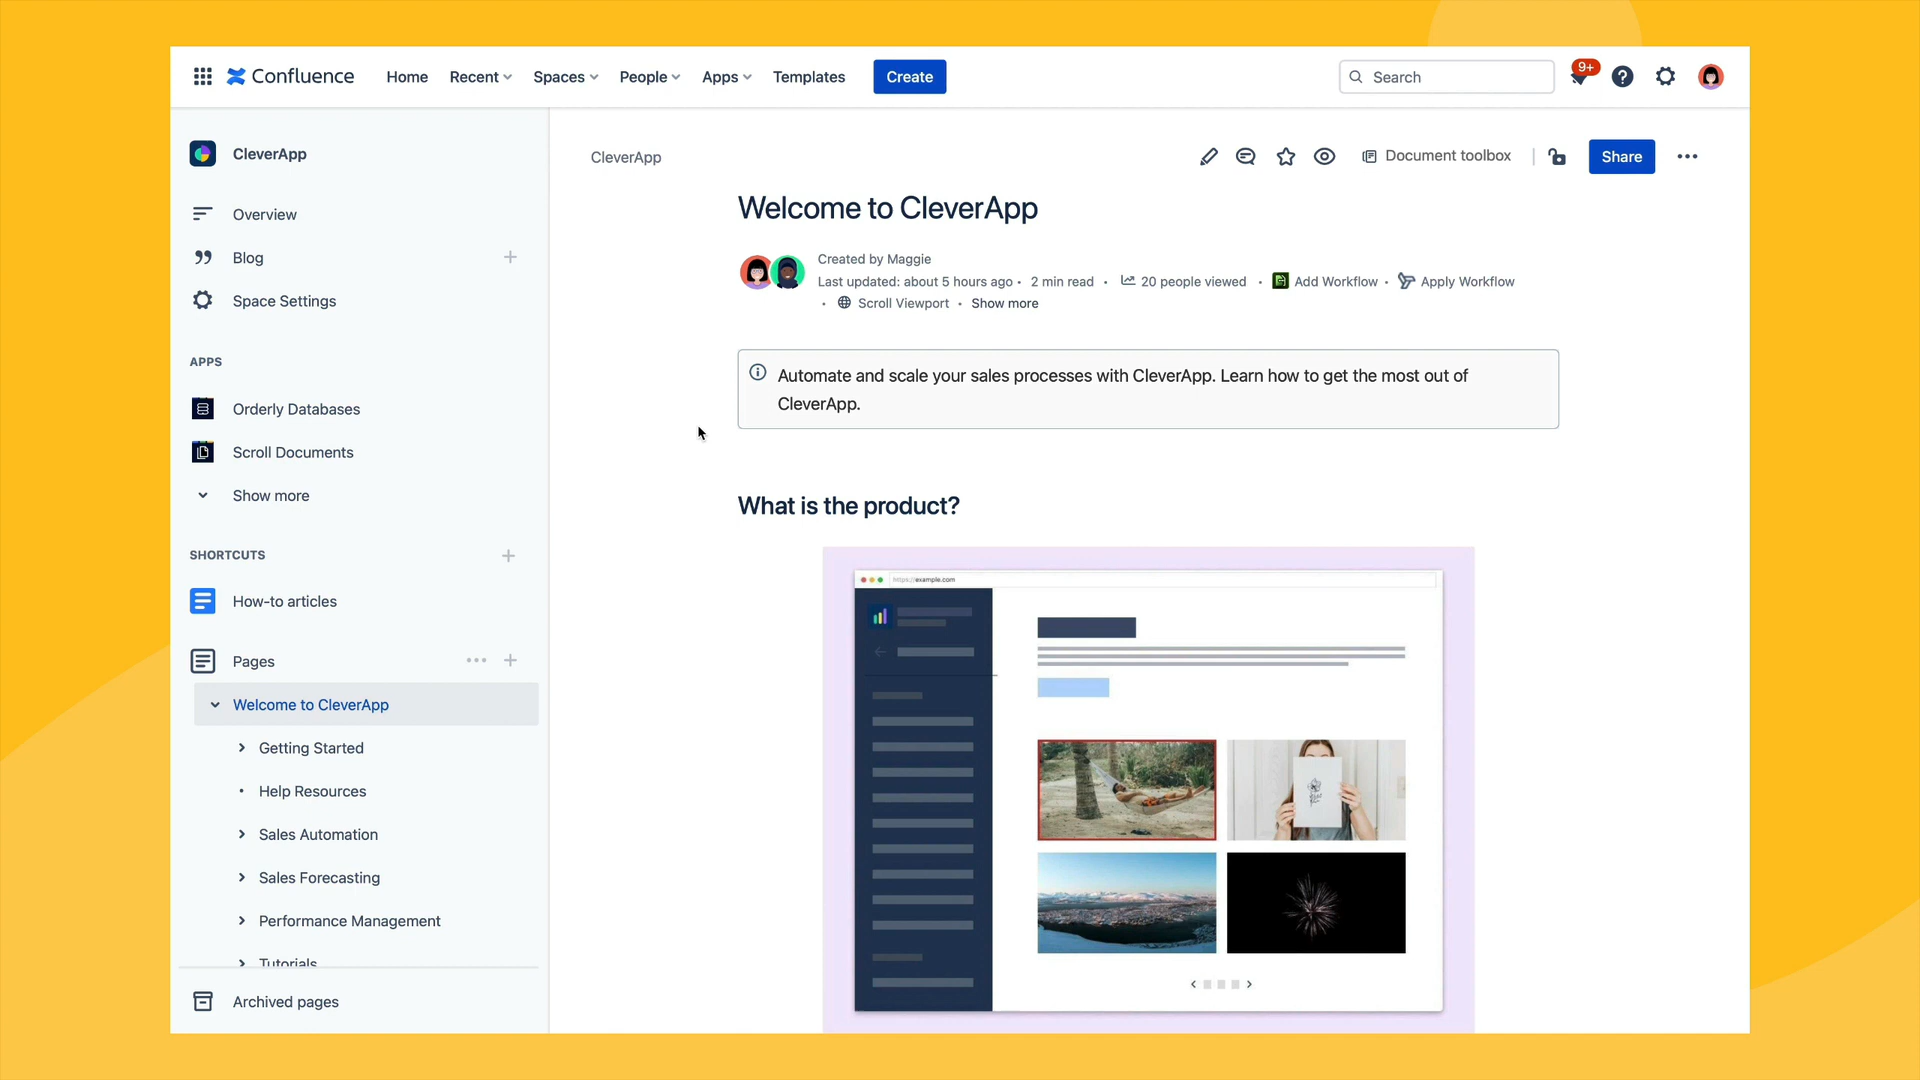 Confluence
Home
Recent
Spaces
People
Apps
Templates
Create
Search
9+
CleverApp
Overview
Blog
Space Settings
APPS
Orderly Databases
Scroll Documents
Show more
SHORTCUTS
How-to articles
Pages
Welcome to CleverApp
Getting Started
Help Resources
Sales Automation
Sales Forecasting
Performance Management
Tutorials
Archived pages
CleverApp
Document toolbox
Share
Welcome to CleverApp
Created by Maggie
Last updated: about 5 hours ago • 2 min read • 20 people viewed • Add Workflow • Apply Workflow
• Scroll Viewport • Show more
Automate and scale your sales processes with CleverApp. Learn how to get the most out of
CleverApp.
What is the product?
https://example.com